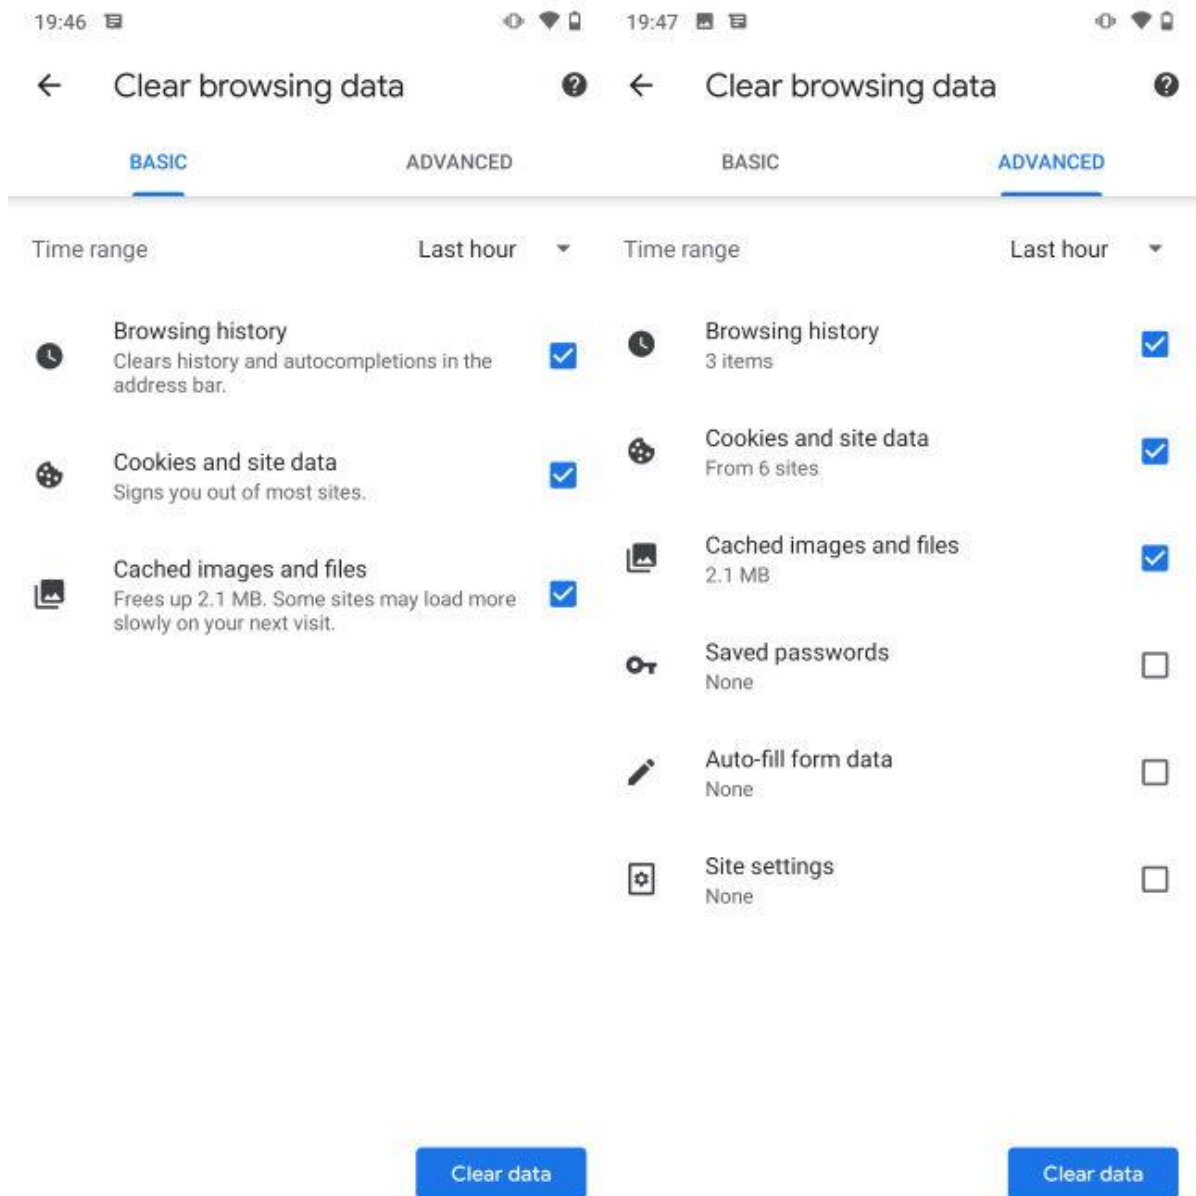 19:46
Clear browsing data
BASIC ADVANCED
Time range Last hour
Browsing history
Clears history and autocompletions in the
address bar.
Cookies and site data
Signs you out of most sites.
Cached images and files
Frees up 2.1 MB. Some sites may load more
slowly on your next visit.
Clear data
19:47
Clear browsing data
BASIC ADVANCED
Time range Last hour
Browsing history
3 items
Cookies and site data
From 6 sites
Cached images and files
2.1 MB
Saved passwords
None
Auto-fill form data
None
Site settings
None
Clear data